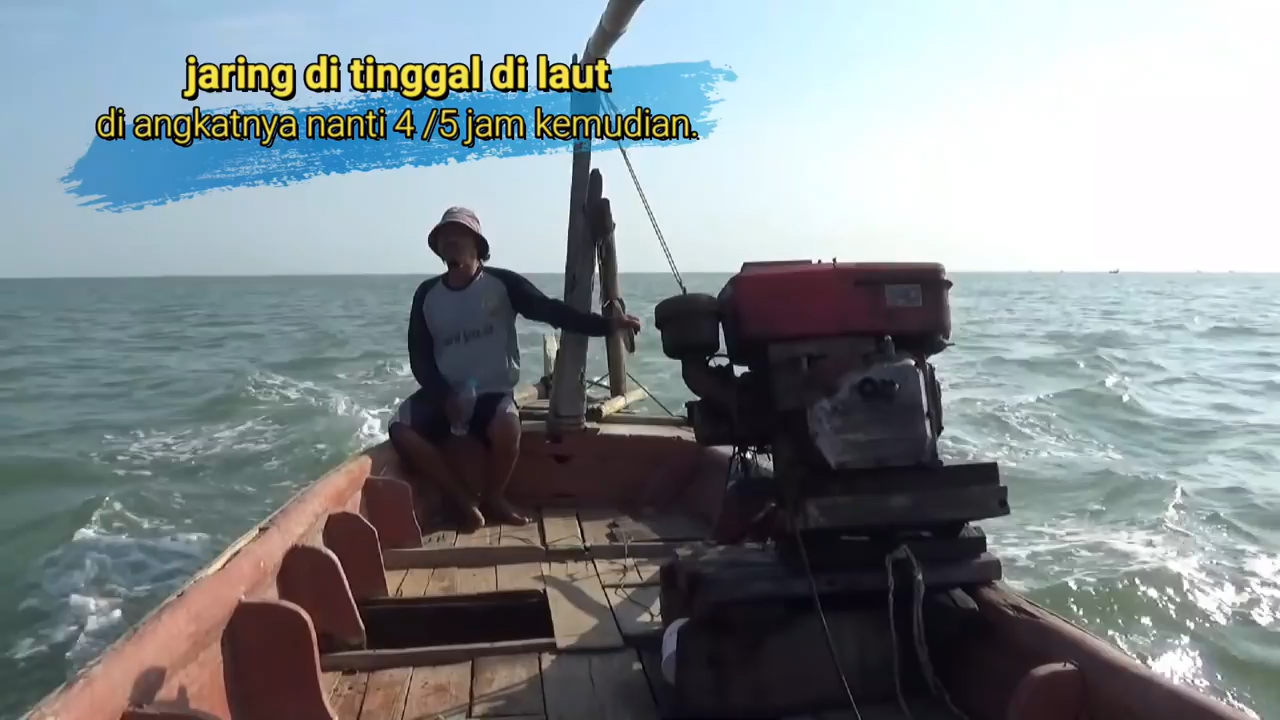 jaring di tinggal di laut
di angkatnya nanti 4 /5 jam kemudian.